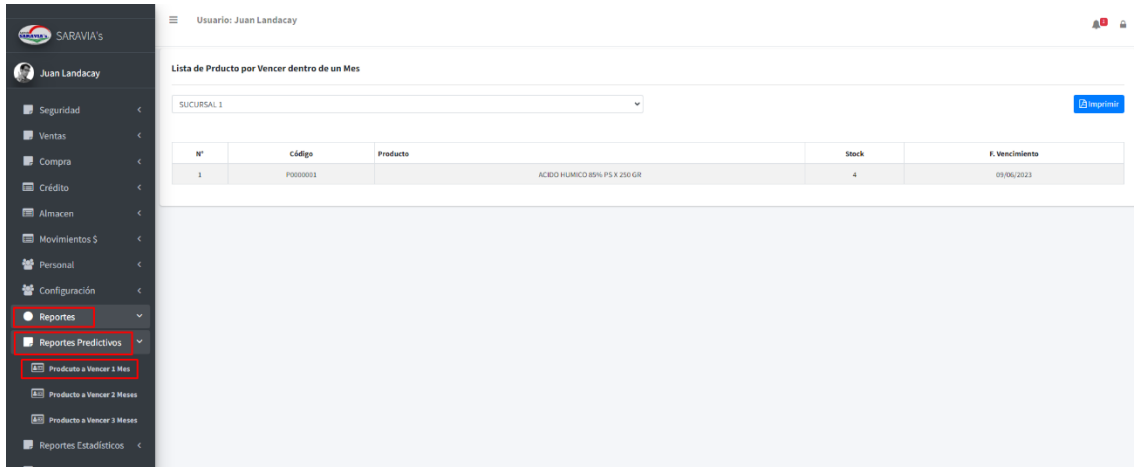 SARAVIA's
Usuario: Juan Landacay
2
Juan Landacay
Seguridad
Ventas
Compra
Crédito
Almacen
Movimientos $
Personal
Configuración
Reportes
Reportes Predictivos
Prodcuto a Vencer 1 Mes
Producto a Vencer 2 Meses
Producto a Vencer 3 Meses
Reportes Estadísticos
Lista de Prducto por Vencer dentro de un Mes
SUCURSAL 1
Imprimir
N° Código Producto Stock F. Vencimiento
1 P0000001 ACIDO HUMICO 85% PS X 250 GR 4 09/06/2023